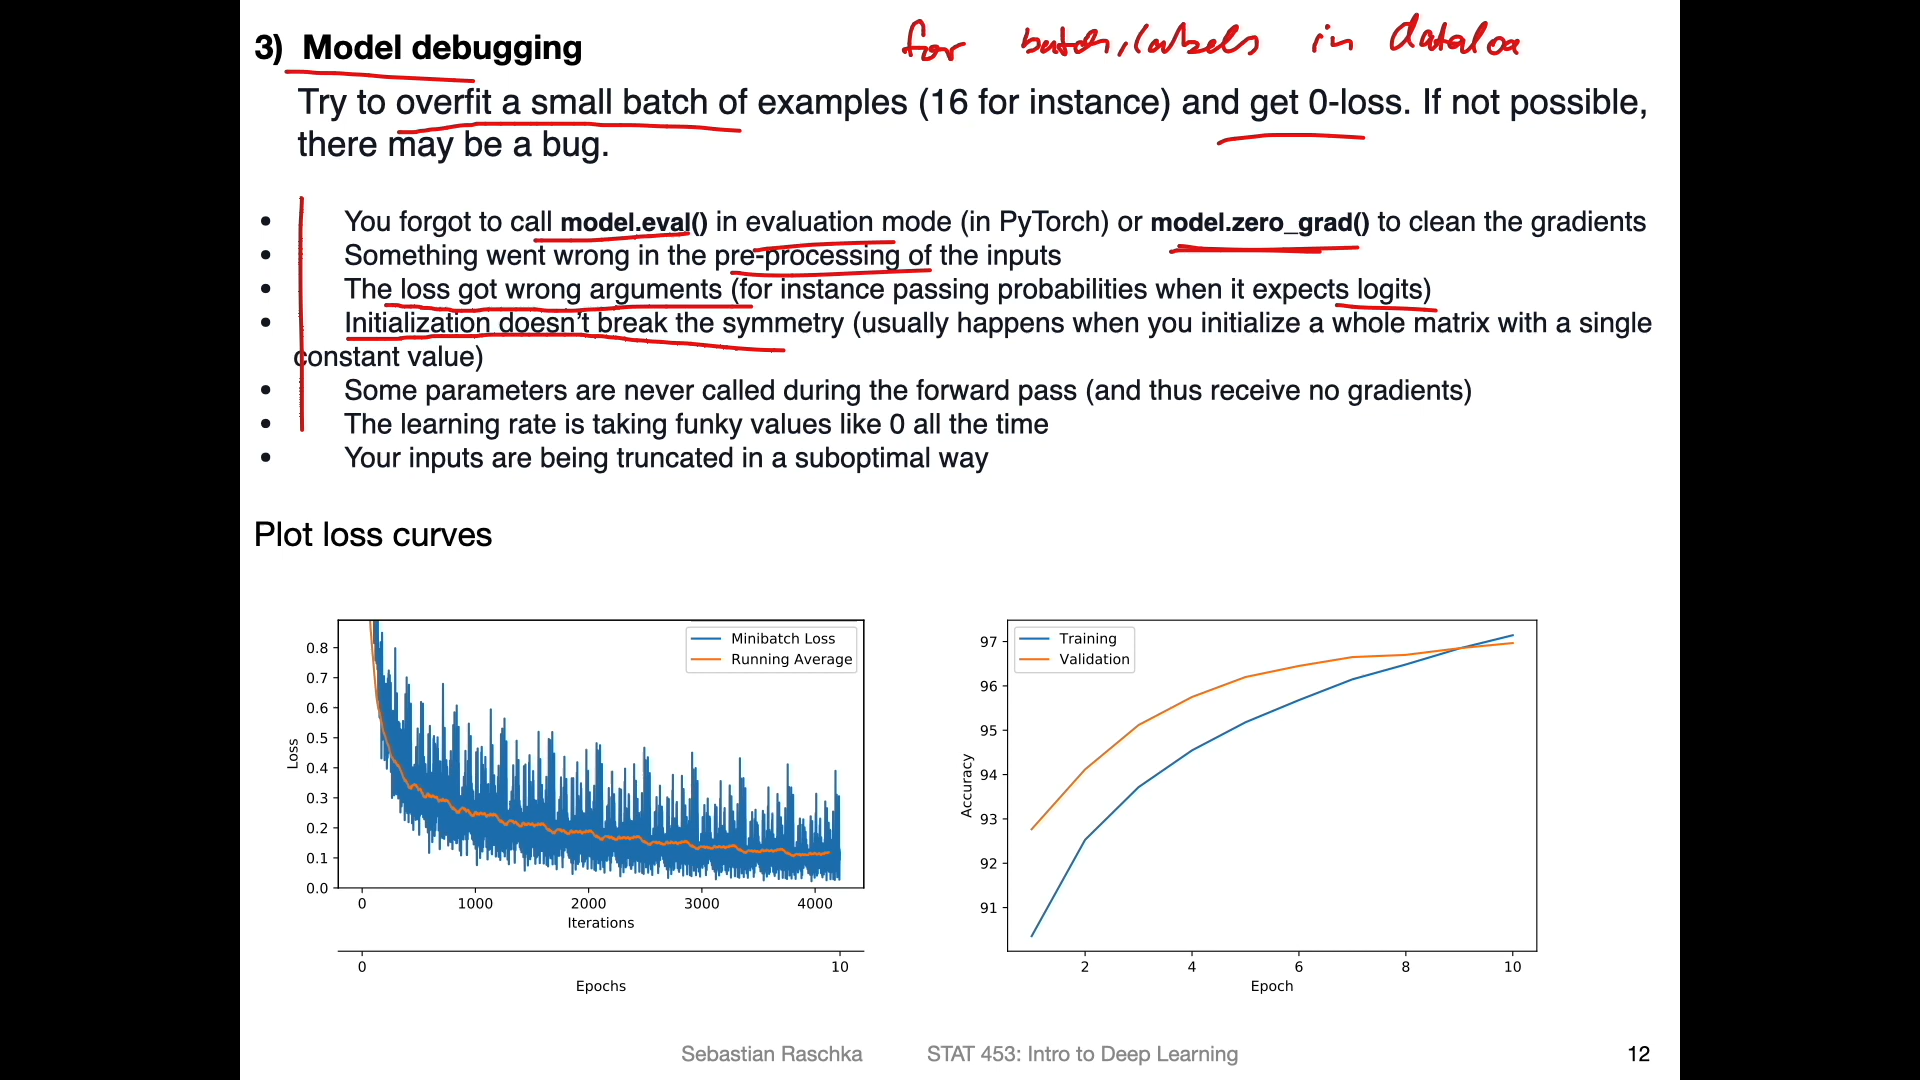 3) Model debugging
for batch, labels in dataloa
Try to overfit a small batch of examples (16 for instance) and get 0-loss. If not possible,
there may be a bug.
• You forgot to call model.eval() in evaluation mode (in PyTorch) or model.zero_grad() to clean the gradients
• Something went wrong in the pre-processing of the inputs
• The loss got wrong arguments (for instance passing probabilities when it expects logits)
• Initialization doesn’t break the symmetry (usually happens when you initialize a whole matrix with a single
constant value)
• Some parameters are never called during the forward pass (and thus receive no gradients)
• The learning rate is taking funky values like 0 all the time
• Your inputs are being truncated in a suboptimal way
Plot loss curves
Minibatch Loss
Running Average
0.8
0.7
0.6
0.5
0.4
0.3
0.2
0.1
0.0
Loss
0 1000 2000 3000 4000
Iterations
0 10
Epochs
Training
Validation
97
96
95
94
93
92
91
Accuracy
2 4 6 8 10
Epoch
Sebastian Raschka STAT 453: Intro to Deep Learning 12